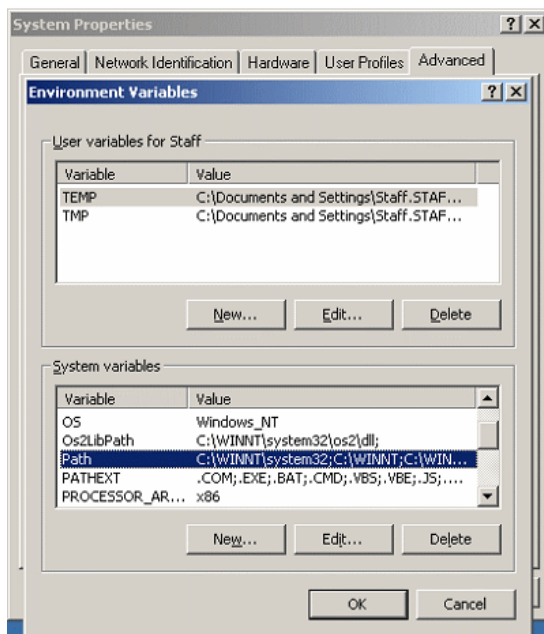 System Properties
General Network Identification Hardware User Profiles Advanced
Environment Variables
User variables for Staff
Variable Value
TEMP C:\Documents and Settings\Staff.STAF...
TMP C:\Documents and Settings\Staff.STAF...
New... Edit... Delete
System variables
Variable Value
OS Windows_NT
Os2LibPath C:\WINNT\system32\os2\dll;
Path C:\WINNT\system32;C:\WINNT;C:\WIN...
PATHEXT .COM;.EXE;.BAT;.CMD;.VBS;.VBE;.JS;....
PROCESSOR_AR... x86
New... Edit... Delete
OK Cancel